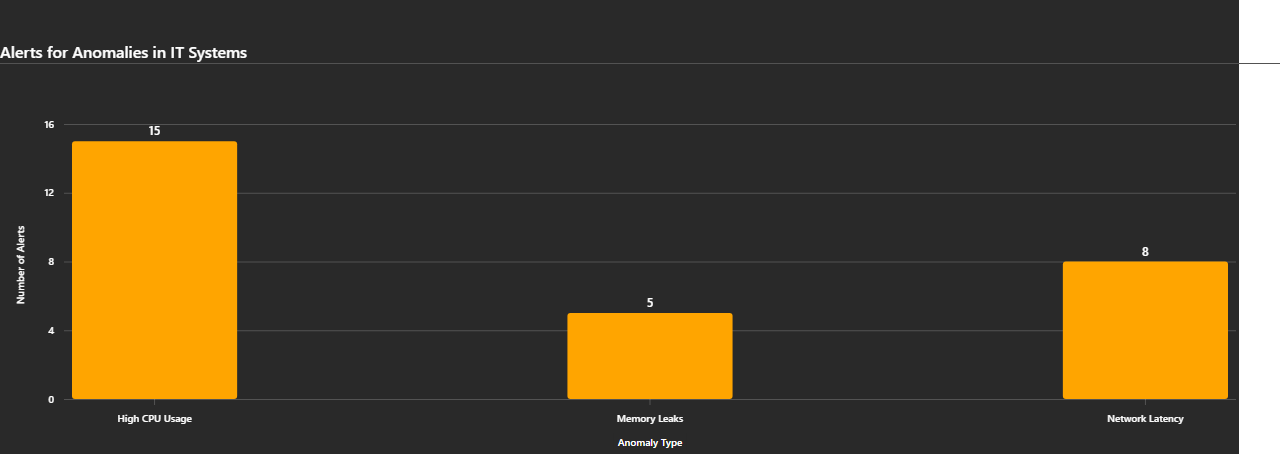 Alerts for Anomalies in IT Systems
16
15
12
Number of Alerts
8
8
5
4
0
High CPU Usage
Memory Leaks
Network Latency
Anomaly Type